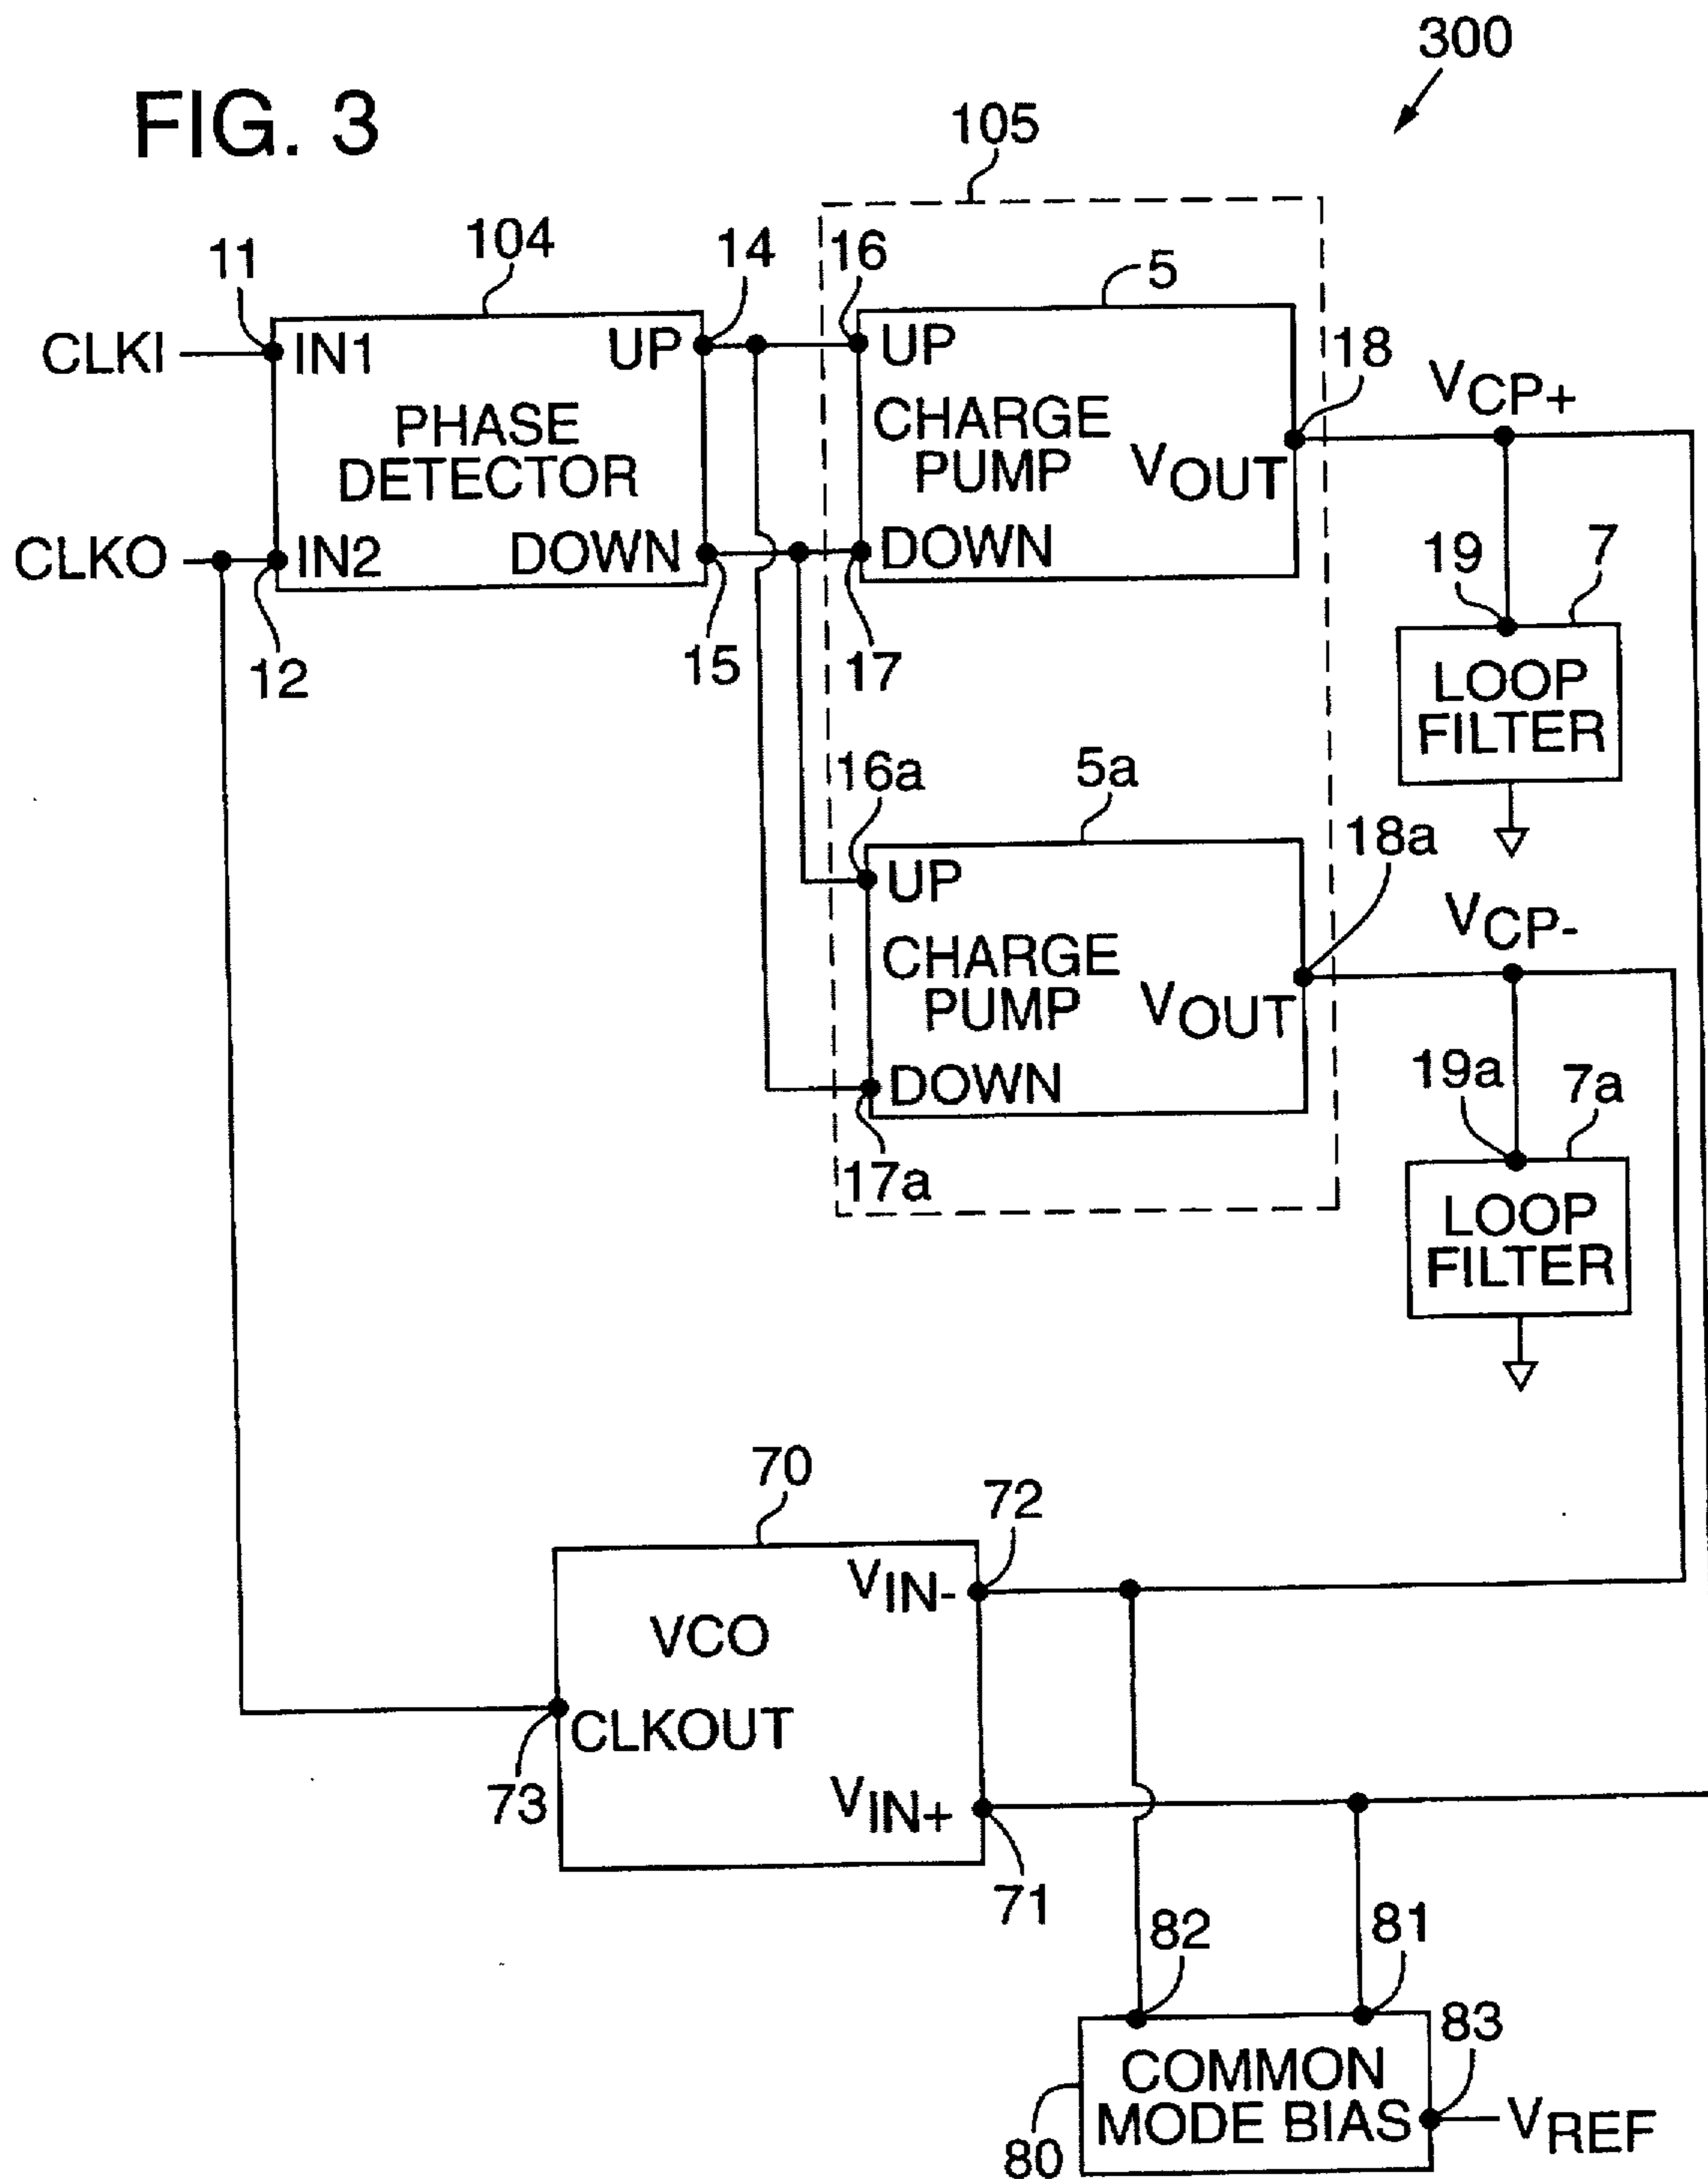 300
FIG. 3
105
11
104
14
16
5
CLKI
IN1
UP
UP
18
VCP+
PHASE
DETECTOR
CHARGE
PUMP
VOUT
CLKO
IN2
DOWN
DOWN
19
7
12
15
17
LOOP
FILTER
16a
5a
18a
UP
VCP-
CHARGE
PUMP
VOUT
DOWN
19a
7a
17a
LOOP
FILTER
70
72
VIN-
VCO
CLKOUT
73
VIN+
71
82
81
83
COMMON
MODE BIAS
80
VREF